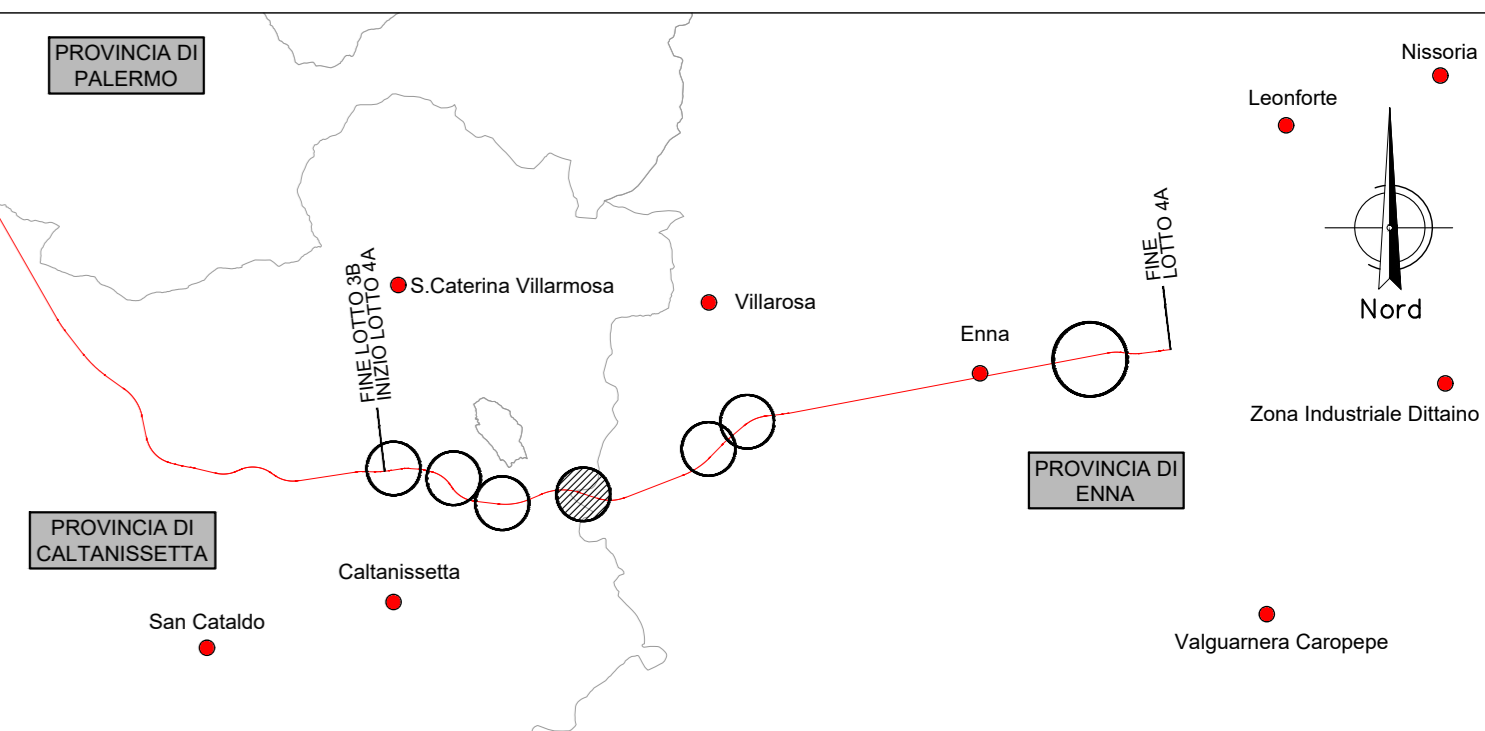 PROVINCIA DI
PALERMO
Nissoria
Leonforte
Nord
FINE
LOTTO 4A
S.Caterina Villarmosa
FINE LOTTO 3B
INIZIO LOTTO 4A
Villarosa
Enna
Zona Industriale Dittaino
PROVINCIA DI
ENNA
PROVINCIA DI
CALTANISSETTA
Caltanissetta
San Cataldo
Valguarnera Caropepe